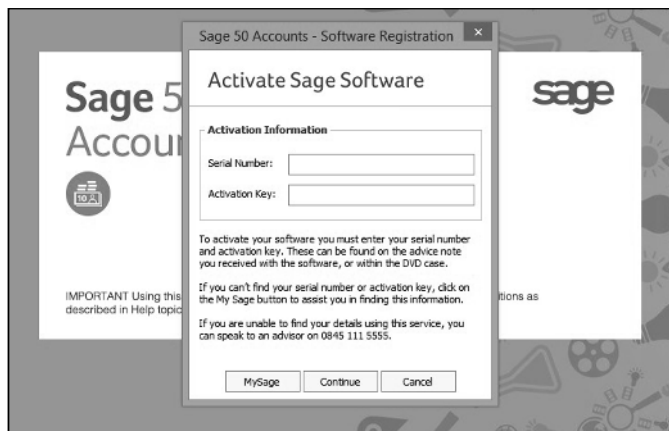 Sage 50 Accounts - Software Registration
Activate Sage Software
Sage 5
Accou
sage
10
Activation Information
Serial Number:
Activation Key:
To activate your software you must enter your serial number
and activation key. These can be found on the advice note
you received with the software, or within the DVD case.
If you can't find your serial number or activation key, click on
the My Sage button to assist you in finding this information.
IMPORTANT Using this
itions as
described in Help topic
If you are unable to find your details using this service, you
can speak to an advisor on 0845 111 5555.
MySage Continue Cancel